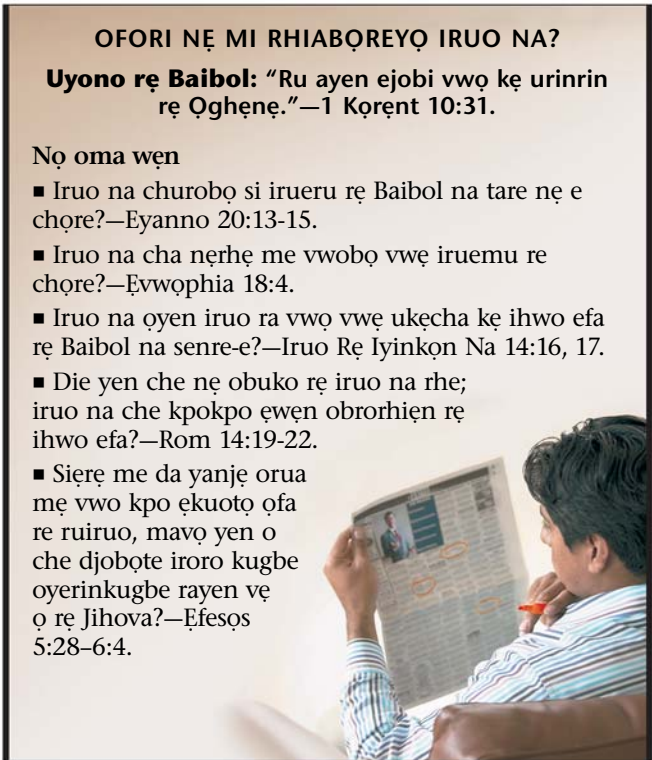 OFORI NẸ MI RHIABỌREYỌ IRUO NA?
Uyono rẹ Baibol: “Ru ayen ejobi vwọ kẹ urinrin
rẹ Ọghẹnẹ.”—1 Kọrẹnt 10:31.
Nọ oma wẹn
■ Iruo na churobọ si irueru rẹ Baibol na tare nẹ e
chọre?—Eyanno 20:13-15.
■ Iruo na cha nẹrhẹ me vwobọ vwẹ iruemu re
chọre?—Ẹvwọphia 18:4.
■ Iruo na ọyen iruo ra vwọ vwẹ ukẹcha kẹ ihwo efa
rẹ Baibol na senre-e?—Iruo Rẹ Iyinkọn Na 14:16, 17.
■ Die yen che nẹ obuko rẹ iruo na rhe;
iruo na che kpokpo ẹwẹn obrorhiẹn rẹ
ihwo efa?—Rom 14:19-22.
■ Siẹrẹ me da yanjẹ orua
mẹ vwo kpo ẹkuotọ ọfa
re ruiruo, mavọ yen o
che djobọte iroro kugbe
oyerinkugbe rayen vẹ
ọ rẹ Jihova?—Ẹfesọs
5:28–6:4.